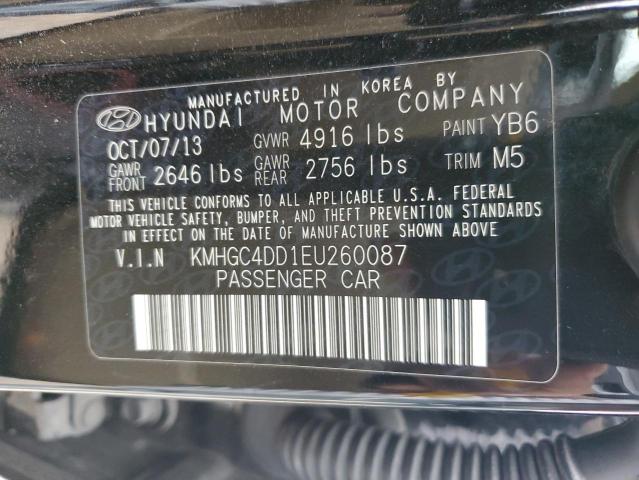 MANUFACTURED IN KOREA BY
HYUNDAI MOTOR COMPANY
OCT/07/13 GVWR 4916 lbs PAINT YB6
GAWR FRONT 2646 lbs GAWR REAR 2756 lbs TRIM M5
THIS VEHICLE CONFORMS TO ALL APPLICABLE U.S.A. FEDERAL
MOTOR VEHICLE SAFETY, BUMPER, AND THEFT PREVENTION STANDARDS
IN EFFECT ON THE DATE OF MANUFACTURE SHOWN ABOVE
V.I.N KMHGC4DD1EU260087
PASSENGER CAR